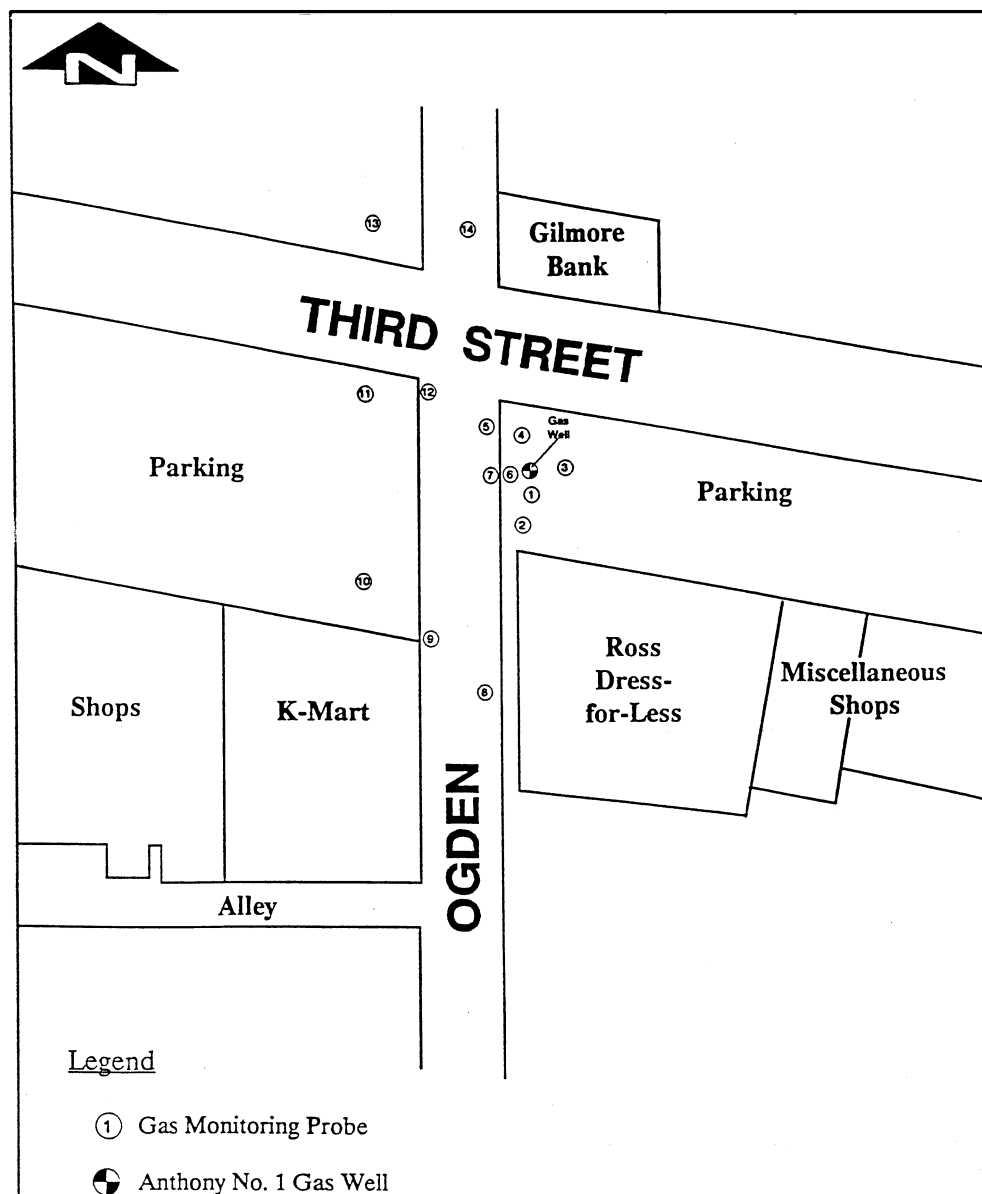 N
13
14
Gilmore
Bank
THIRD STREET
11
12
5
4
Gas
Well
Parking
7
6
3
Parking
1
2
10
9
Ross
Dress-
for-Less
Miscellaneous
Shops
8
Shops
K-Mart
OGDEN
Alley
Legend
1 Gas Monitoring Probe
Anthony No. 1 Gas Well